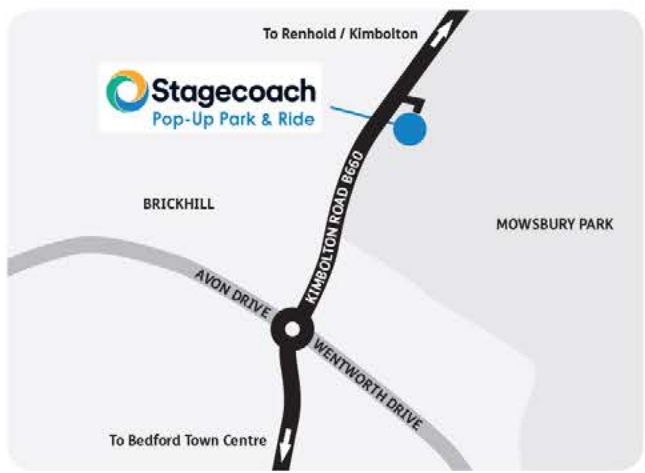 To Renhold / Kimbolton
Stagecoach
Pop-Up Park & Ride
BRICKHILL
MOWSBURY PARK
KIMBOLTON ROAD B660
AVON DRIVE
WENTWORTH DRIVE
To Bedford Town Centre